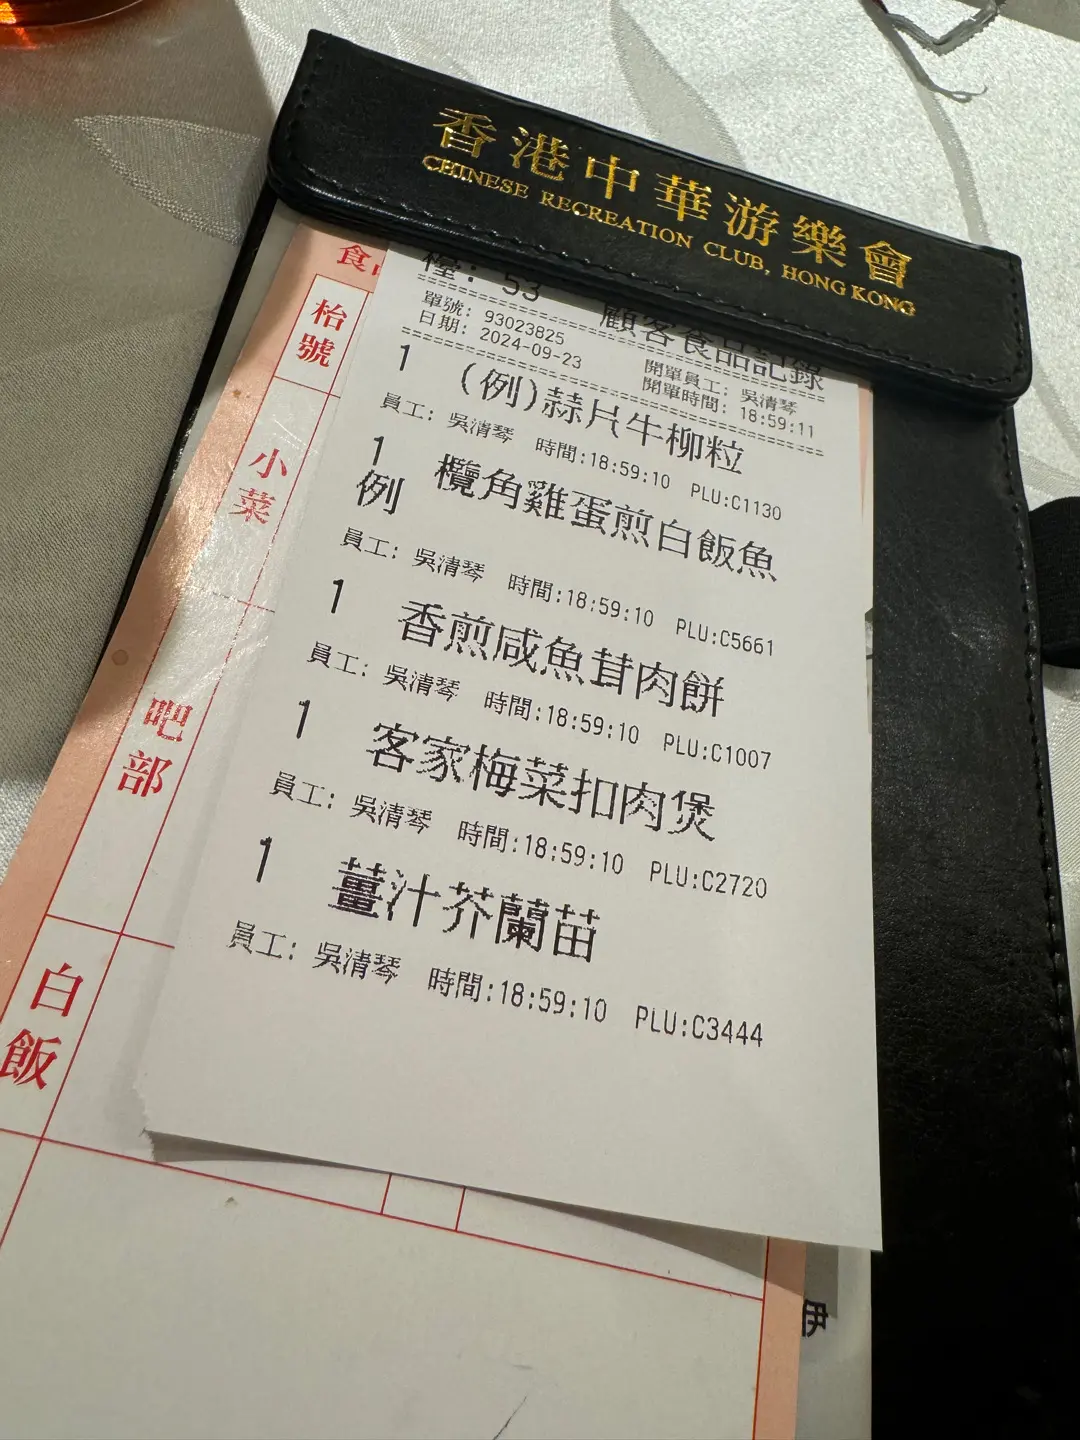 香港中華游樂會
CHINESE RECREATION CLUB, HONG KONG
食
枱號
小菜
吧部
白飯
: 53
顧客食品記錄
單號: 93023825
開單員工: 吳清琴
日期: 2024-09-23
開單時間: 18:59:11
1 (例)蒜片牛柳粒
員工: 吳清琴 時間:18:59:10 PLU:C1130
1 欖角雞蛋煎白飯魚
例
員工: 吳清琴 時間:18:59:10 PLU:C5661
1 香煎咸魚茸肉餅
員工: 吳清琴 時間:18:59:10 PLU:C1007
1 客家梅菜扣肉煲
員工: 吳清琴 時間:18:59:10 PLU:C2720
1 薑汁芥蘭苗
員工: 吳清琴 時間:18:59:10 PLU:C3444
伊